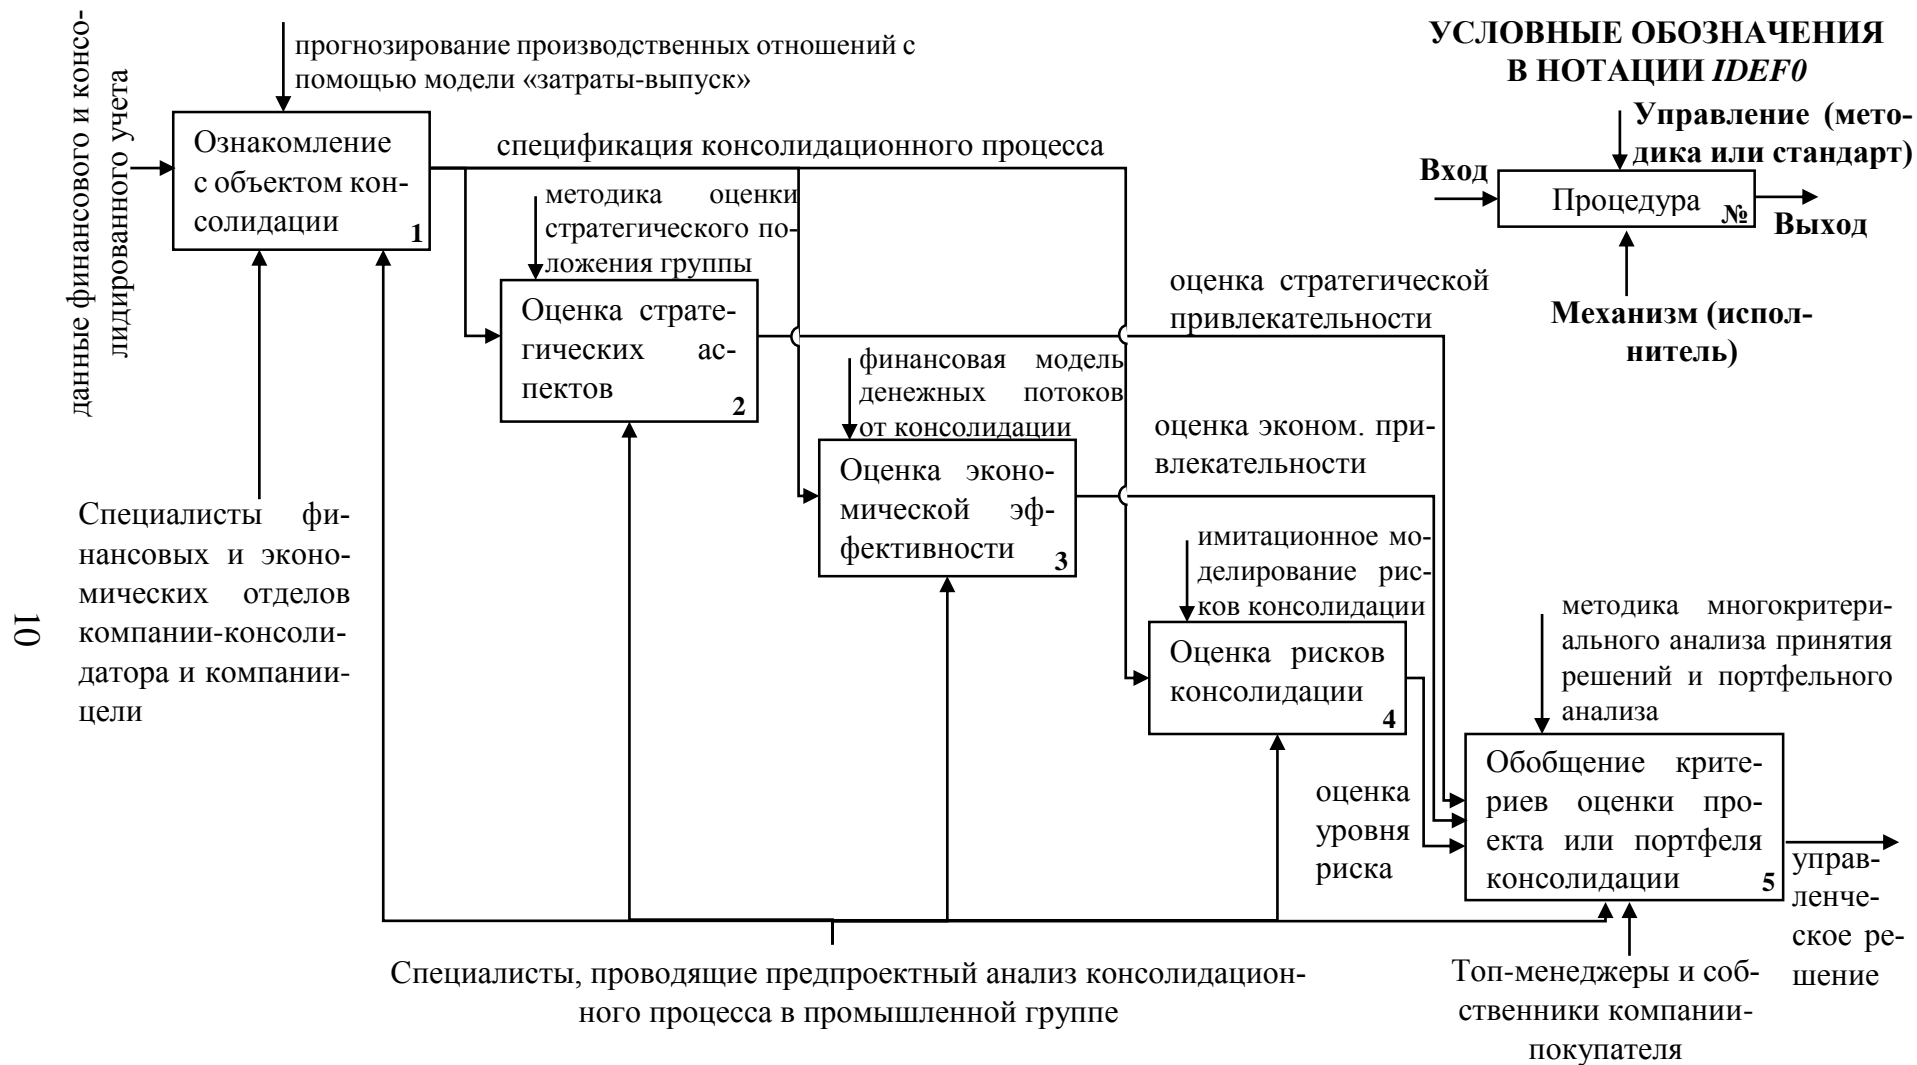 данные финансового и консо-
лидированного учета
прогнозирование производственных отношений с
помощью модели «затраты-выпуск»
Ознакомление
с объектом кон-
солидации
1
спецификация консолидационного процесса
методика оценки
стратегического по-
ложения группы
Оценка страте-
гических ас-
пектов
2
оценка стратегической
привлекательности
финансовая модель
денежных потоков
от консолидации
Оценка эконо-
мической эф-
фективности
3
оценка эконом. при-
влекательности
имитационное мо-
делирование рис-
ков консолидации
Оценка рисков
консолидации
4
оценка
уровня
риска
методика многокритери-
ального анализа принятия
решений и портфельного
анализа
Обобщение крите-
риев оценки про-
екта или портфеля
консолидации
5
управ-
ленче-
ское ре-
шение
Специалисты фи-
нансовых и эконо-
мических отделов
компании-консоли-
датора и компании-
цели
Специалисты, проводящие предпроектный анализ консолидацион-
ного процесса в промышленной группе
Топ-менеджеры и соб-
ственники компании-
покупателя
УСЛОВНЫЕ ОБОЗНАЧЕНИЯ
В НОТАЦИИ IDEF0
Управление (мето-
дика или стандарт)
Вход
Процедура
№
Выход
Механизм (испол-
нитель)
10